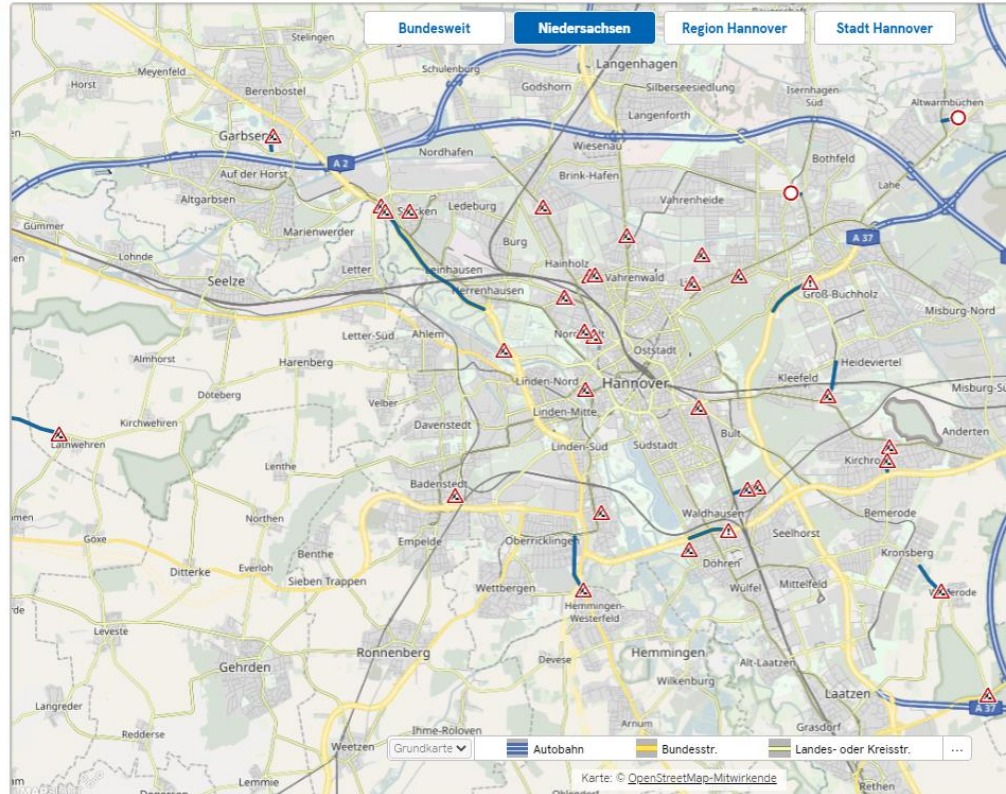 Bundesweit
Niedersachsen
Region Hannover
Stadt Hannover
Stelingen
Langenhagen
Meyenfeld
Schulenburg
Horst
Berenbostel
Godshorn
Silberseesiedlung
Isernhagen
Süd
Altwarmbüchen
Langenforth
Garbsen
Nordhafen
Wiesenau
A 2
Auf der Horst
Brink-Hafen
Bothfeld
Lahe
Altgarbsen
Vahrenheide
Gümmer
Marienwerder
Stöcken
Ledeburg
Burg
A 37
Lohnde
Letter
Leinhausen
Hainholz
Vahrenwald
Seelze
Herrenhausen
Groß-Buchholz
Misburg-Nord
Letter-Süd
Ahlem
Nordstadt
Oststadt
Almhorst
Harenberg
Heideviertel
Kleefeld
Linden-Nord
Hannover
Misburg-Sü
Döteberg
Velber
Kirchwehren
Davenstedt
Linden-Mitte
Bult
Anderten
Lathwehren
Linden-Süd
Südstadt
Lenthe
Kirchro
Badenstedt
Northen
Waldhausen
Bemerode
Göxe
Empelde
Oberricklingen
Seelhorst
Benthe
Kronsberg
Ditterke
Everloh
Döhren
Sieben Trappen
Wettbergen
Wülfel
Mittelfeld
Hemmingen-
Westerfeld
Leveste
Ronnenberg
Devese
Hemmingen
Gehrden
Alt-Laatzen
Wilkenburg
Laatzen
Langreder
A 37
Arnum
Grasdorf
Redderse
Ihme-Roloven
Weetzen
Grundkarte
Autobahn
Bundesstr.
Landes- oder Kreisstr.
...
Lemmie
Karte: © OpenStreetMap-Mitwirkende
Rethen